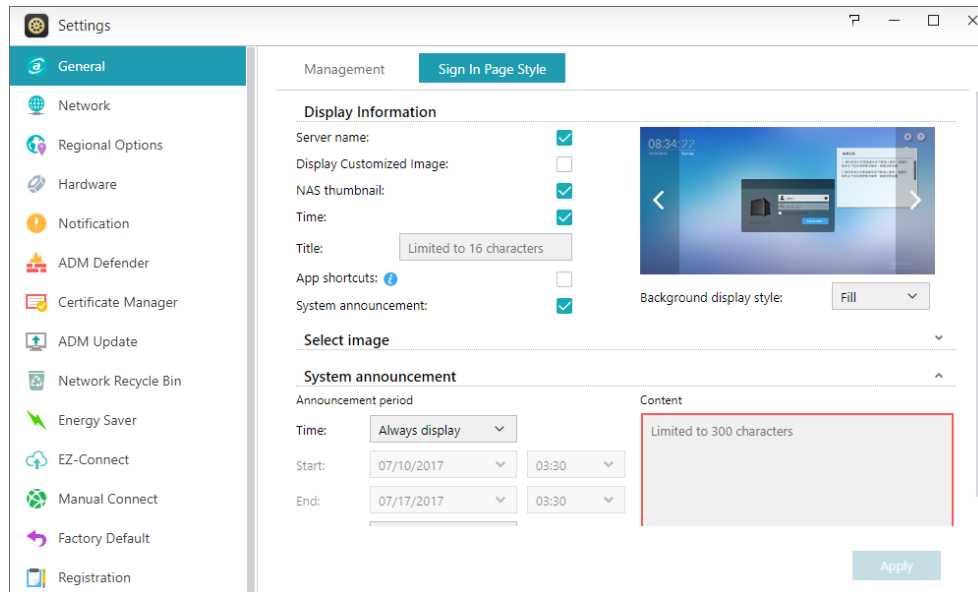 Settings
General
Network
Regional Options
Hardware
Notification
ADM Defender
Certificate Manager
ADM Update
Network Recycle Bin
Energy Saver
EZ-Connect
Manual Connect
Factory Default
Registration
Management
Sign In Page Style
Display Information
Server name:
Display Customized Image:
NAS thumbnail:
Time:
Title: Limited to 16 characters
App shortcuts:
System announcement:
08:34:22
Background display style: Fill
Select image
System announcement
Announcement period
Time: Always display
Start: 07/10/2017 03:30
End: 07/17/2017 03:30
Content
Limited to 300 characters
Apply